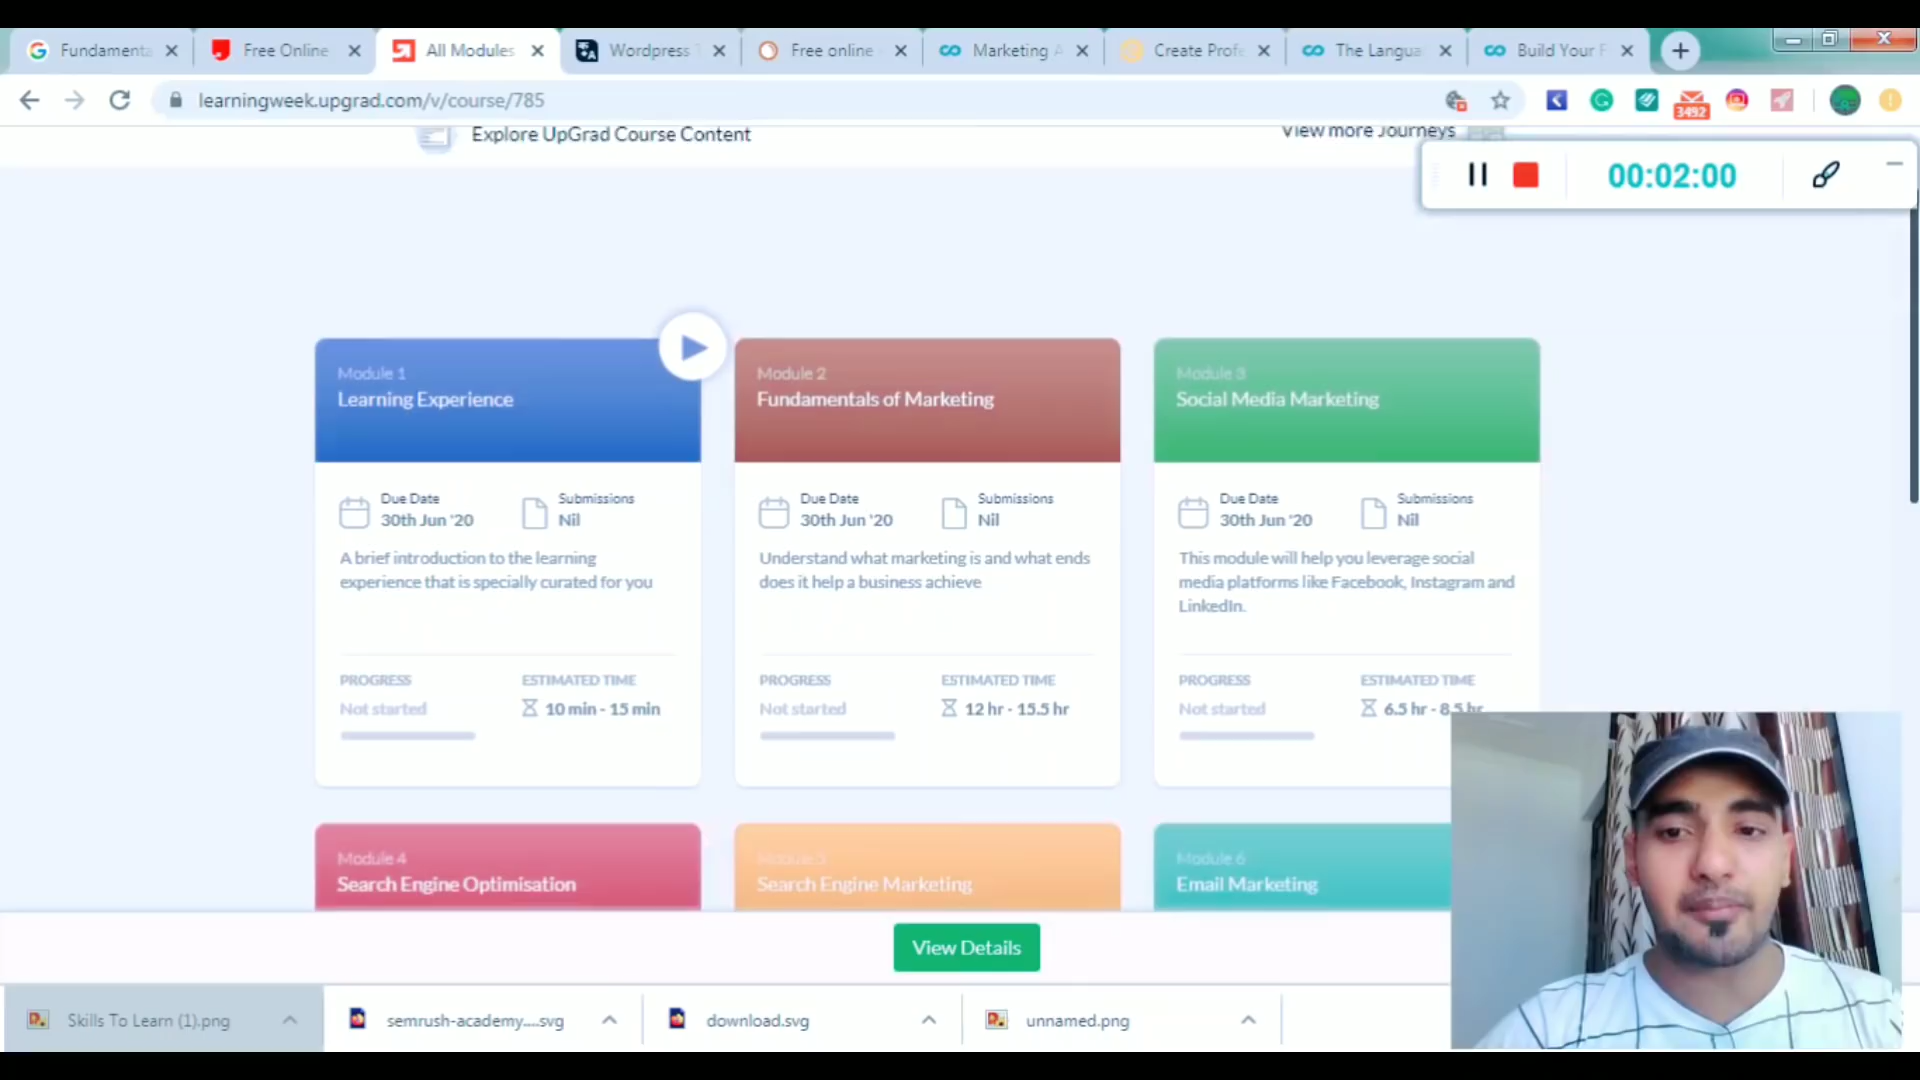 Fundamenta
Free Online
All Modules
Wordpress T
Free online
Marketing A
Create Profe
The Langua
Build Your F
learningweek.upgrad.com/v/course/785
3492
Explore UpGrad Course Content
View more Journeys
00:02:00
Module 1
Learning Experience
Due Date
30th Jun '20
Submissions
Nil
A brief introduction to the learning
experience that is specially curated for you
PROGRESS
Not started
ESTIMATED TIME
10 min - 15 min
Module 2
Fundamentals of Marketing
Due Date
30th Jun '20
Submissions
Nil
Understand what marketing is and what ends
does it help a business achieve
PROGRESS
Not started
ESTIMATED TIME
12 hr - 15.5 hr
Module 3
Social Media Marketing
Due Date
30th Jun '20
Submissions
Nil
This module will help you leverage social
media platforms like Facebook, Instagram and
LinkedIn.
PROGRESS
Not started
ESTIMATED TIME
6.5 hr - 8.5 hr
Module 4
Search Engine Optimisation
Module 5
Search Engine Marketing
Module 6
Email Marketing
View Details
Skills To Learn (1).png
semrush-academy....svg
download.svg
unnamed.png